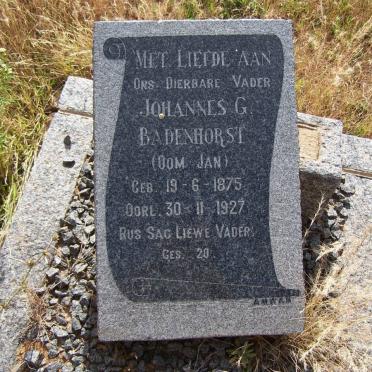 MET LIEFDE AAN
ONS DIERBARE VADER
JOHANNES G.
BADENHORST
(OOM JAN)
GEB. 19-6-1875
OORL. 30-11-1927
RUS SAG LIEWE VADER.
GES. 20.